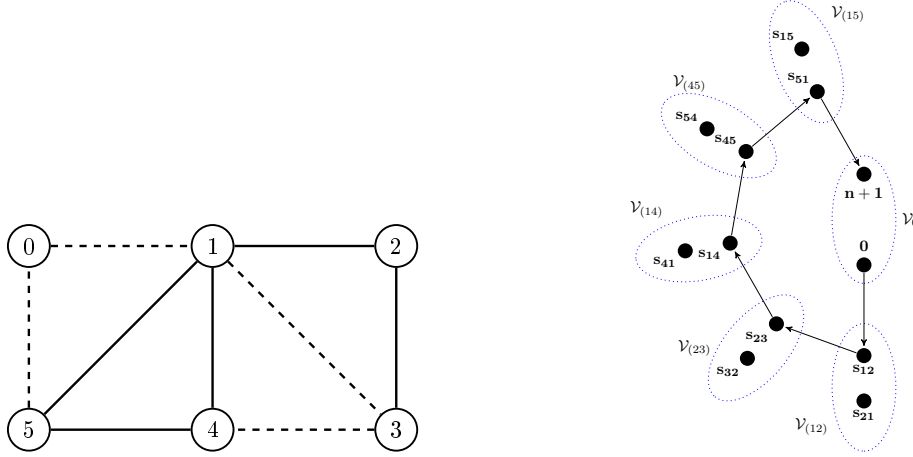 0
1
2
5
4
3
𝒱(15)
s15
s51
𝒱(45)
s54
s45
n + 1
𝒱(14)
s41
s14
0
s23
s32
𝒱(23)
s12
s21
𝒱(12)